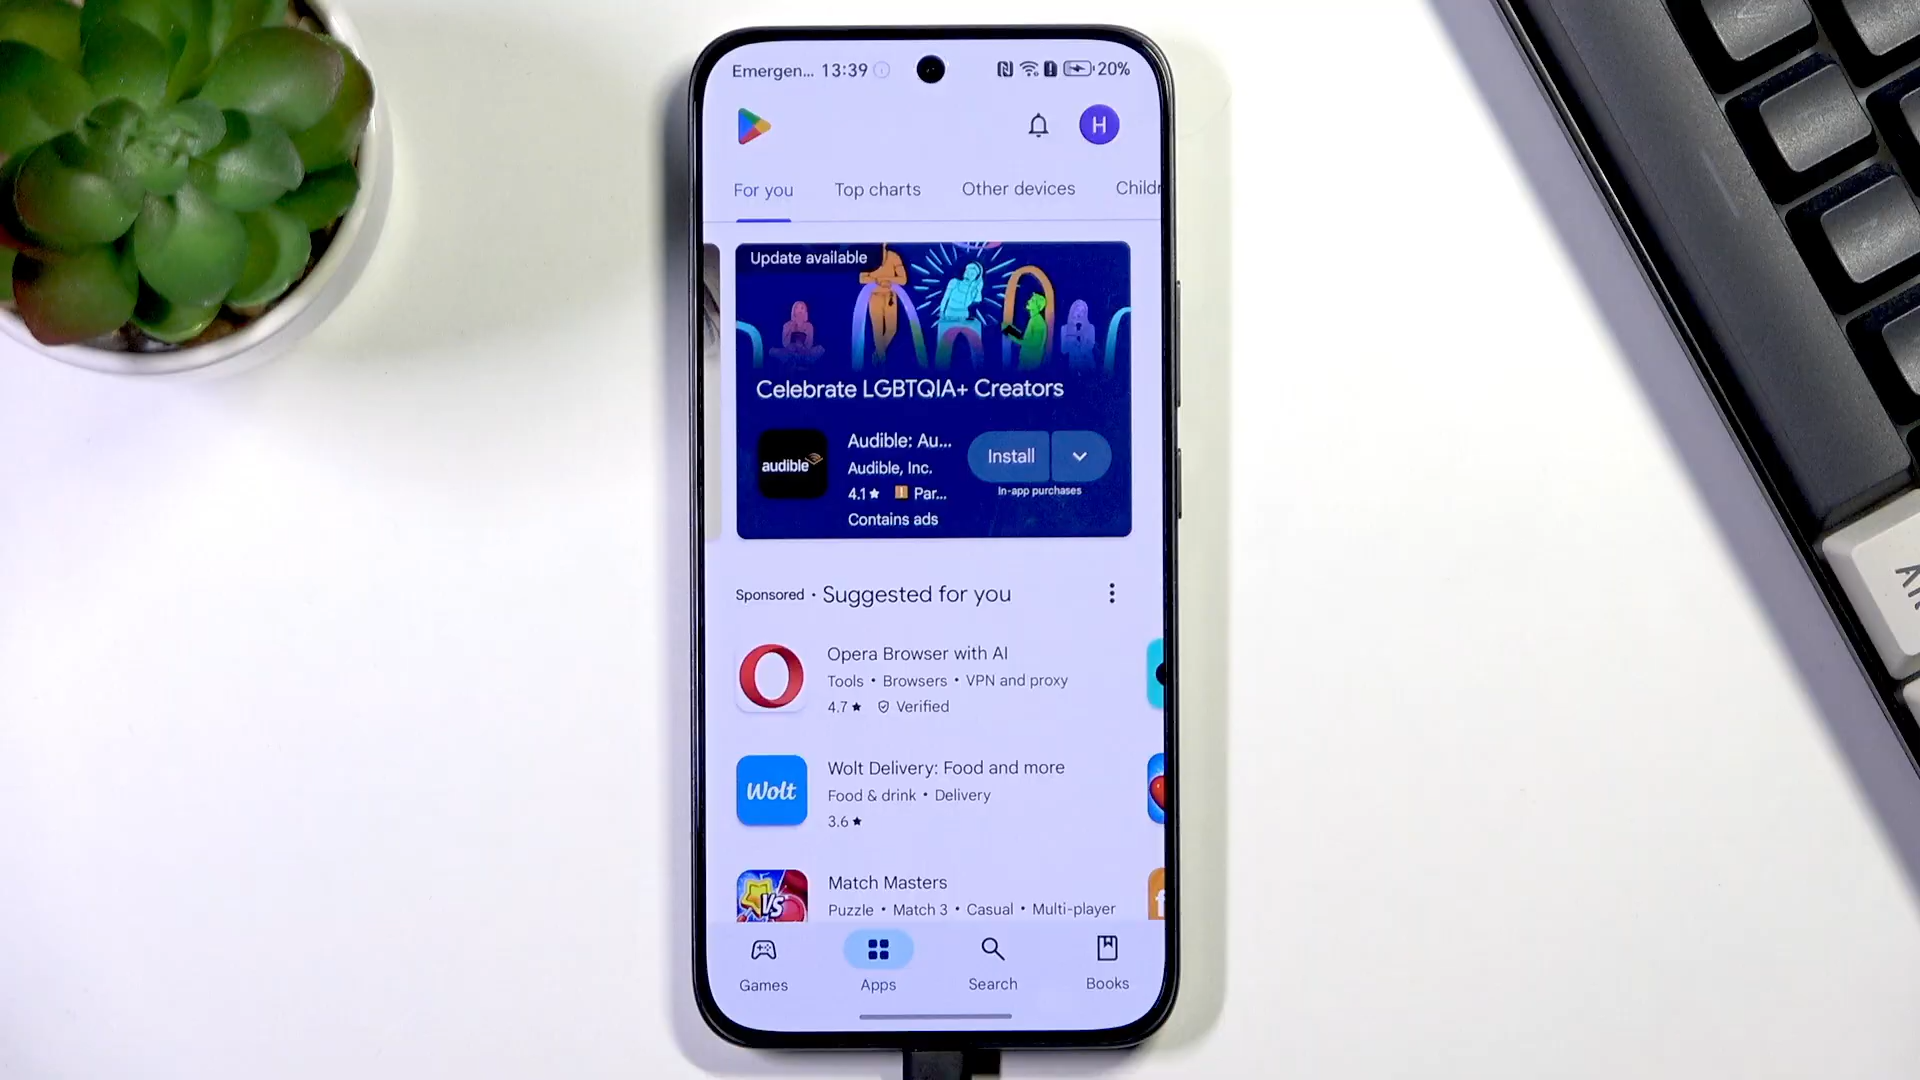 Emergen... 13:39 20%
H
For you Top charts Other devices Childr
Update available
Celebrate LGBTQIA+ Creators
audible
Audible: Au...
Audible, Inc.
4.1★ Par...
Contains ads
Install
In-app purchases
Sponsored • Suggested for you
Opera Browser with AI
Tools • Browsers • VPN and proxy
4.7★ Verified
Wolt
Wolt Delivery: Food and more
Food & drink • Delivery
3.6★
VS
Match Masters
Puzzle • Match 3 • Casual • Multi-player
f
Games Apps Search Books